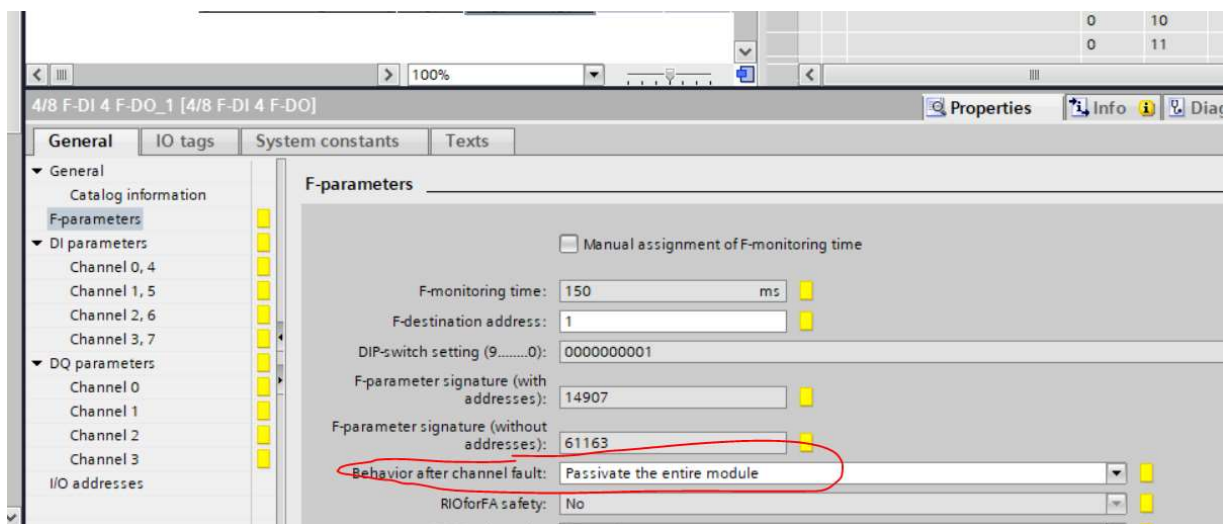 0 10
0 11
100%
4/8 F-DI 4 F-DO_1 [4/8 F-DI 4 F-DO]
Properties Info Diag
General IO tags System constants Texts
General
Catalog information
F-parameters
DI parameters
Channel 0, 4
Channel 1, 5
Channel 2, 6
Channel 3, 7
DQ parameters
Channel 0
Channel 1
Channel 2
Channel 3
I/O addresses
F-parameters
Manual assignment of F-monitoring time
F-monitoring time: 150 ms
F-destination address: 1
DIP-switch setting (9........0): 0000000001
F-parameter signature (with
addresses): 14907
F-parameter signature (without
addresses): 61163
Behavior after channel fault: Passivate the entire module
RIOforFA safety: No